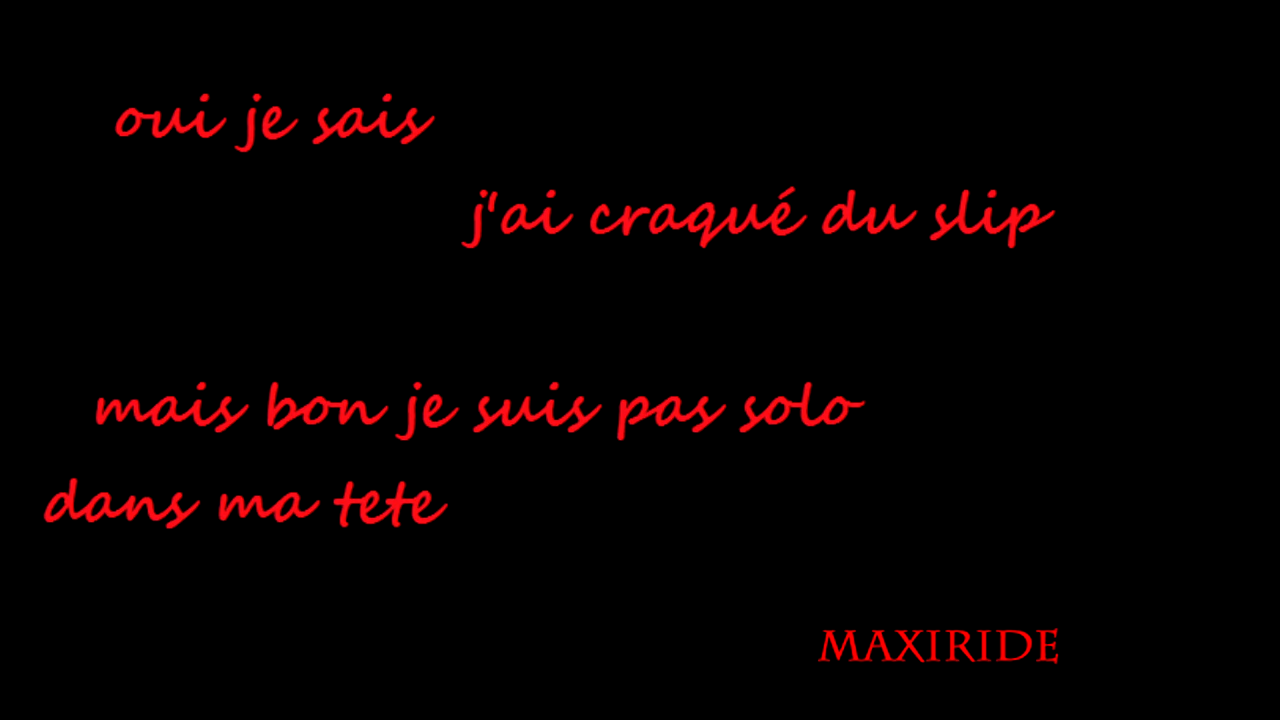 oui je sais
j'ai craqué du slip
mais bon je suis pas solo
dans ma tete
MAXIRIDE